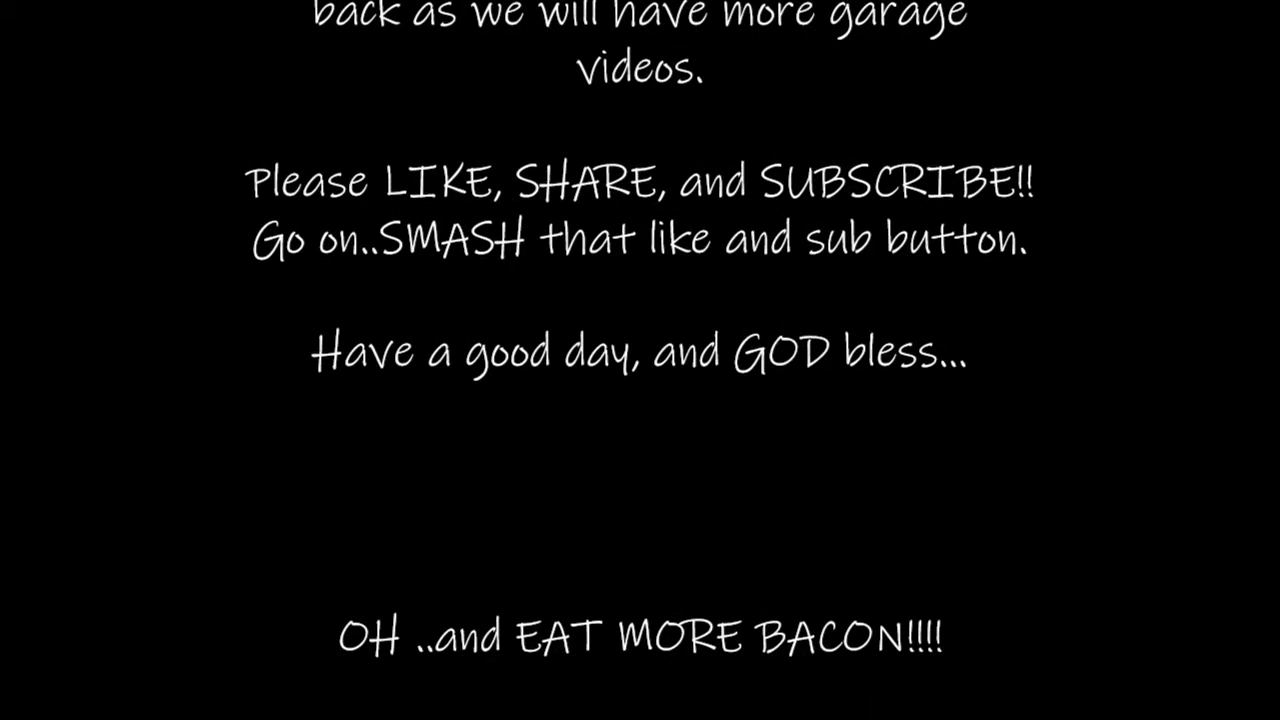 back as we will have more garage
videos.
Please LIKE, SHARE, and SUBSCRIBE!!
Go on..SMASH that like and sub button.
Have a good day, and GOD bless...
OH ..and EAT MORE BACON!!!!